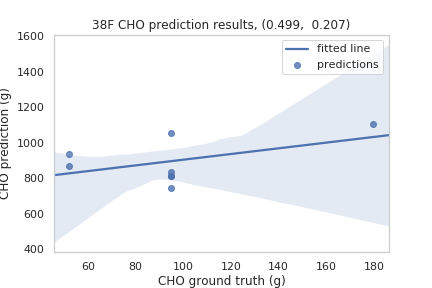 38F CHO prediction results, (0.499,  0.207)
1600
1400
1200
1000
800
600
400
CHO prediction (g)
fitted line
predictions
60 80 100 120 140 160 180
CHO ground truth (g)